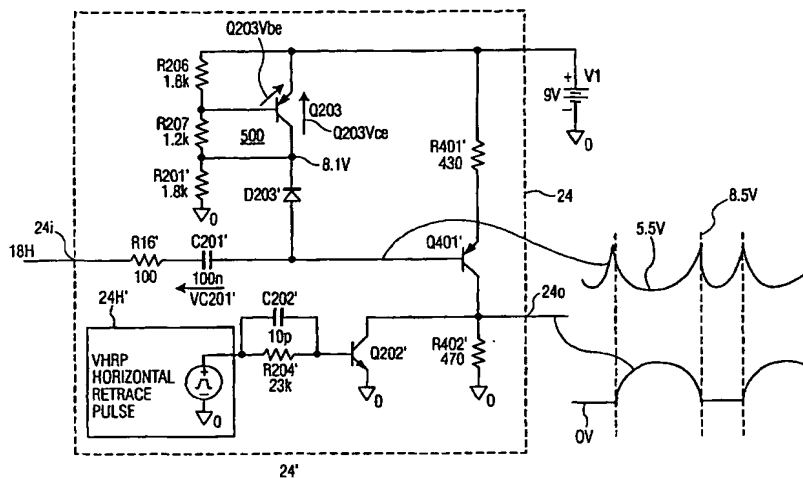 Q203Vbe
R206
1.8k
Q203
Q203Vce
R207
1.2k
500
R201'
1.8k
8.1V
0
D203'
+
V1
9V
–
0
R401'
430
24
8.5V
5.5V
24i
18H
R16'
100
C201'
100n
VC201'
Q401'
24o
24H'
C202'
10p
VHRP
HORIZONTAL
RETRACE
PULSE
+
–
0
R204'
23k
Q202'
0
R402'
470
0
0V
24'